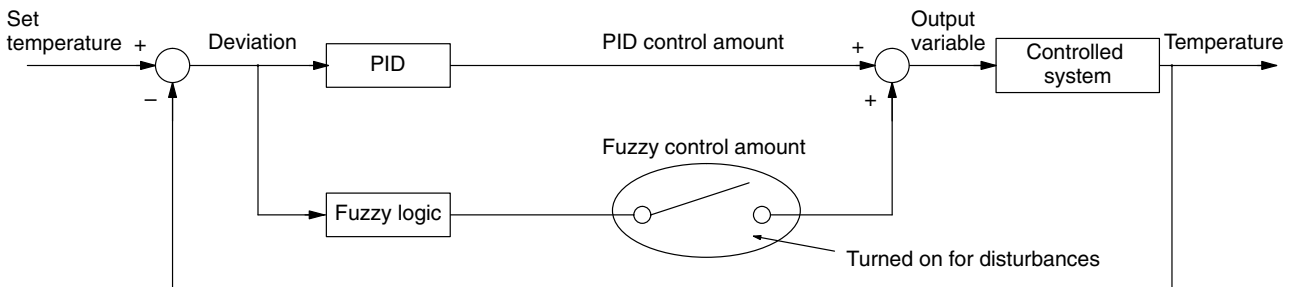 Set
temperature
+
−
Deviation
PID
PID control amount
+
+
Output
variable
Controlled
system
Temperature
Fuzzy control amount
Fuzzy logic
Turned on for disturbances